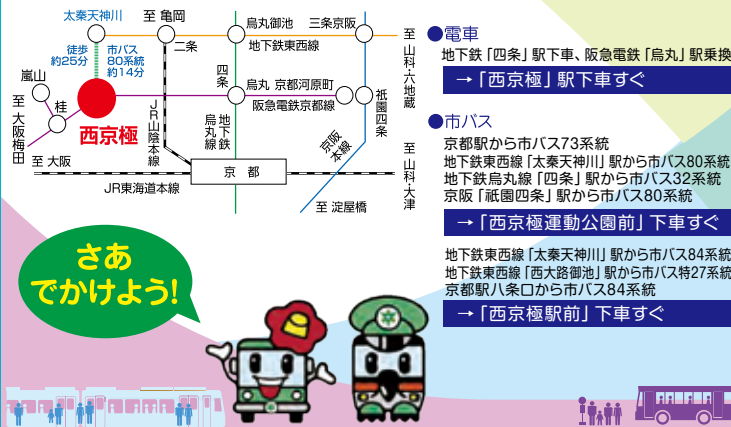 太秦天神川
至 亀岡
烏丸御池
三条京阪
地下鉄東西線
二条
徒歩
約25分
市バス
80系統
約14分
至 山科・六地蔵
嵐山
桂
西京極
四条
烏丸
京都河原町
阪急電鉄京都線
祇園四条
至 大阪梅田
JR山陰本線
地下鉄
烏丸線
京阪
本線
至 大阪
京都
至 山科・大津
JR東海道本線
至 淀屋橋
さあ
でかけよう!
●電車
地下鉄「四条」駅下車、阪急電鉄「烏丸」駅乗換
→「西京極」駅下車すぐ
●市バス
京都駅から市バス73系統
地下鉄東西線「太秦天神川」駅から市バス80系統
地下鉄烏丸線「四条」駅から市バス32系統
京阪「祇園四条」駅から市バス80系統
→「西京極運動公園前」下車すぐ
地下鉄東西線「太秦天神川」駅から市バス84系統
地下鉄東西線「西大路御池」駅から市バス特27系統
京都駅八条口から市バス84系統
→「西京極駅前」下車すぐ